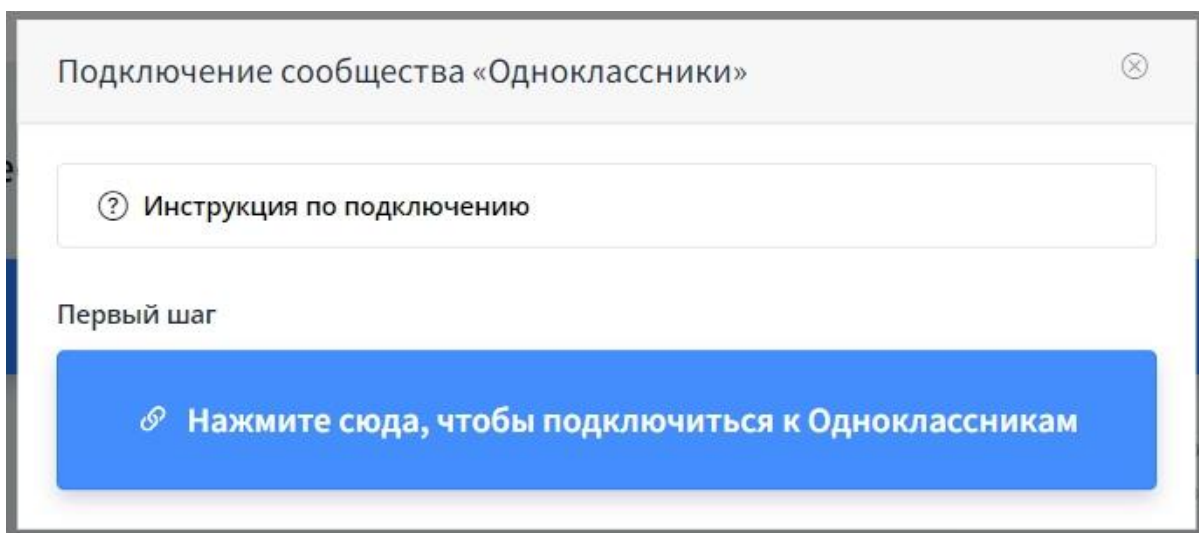 Подключение сообщества «Одноклассники»
Инструкция по подключению
Первый шаг
Нажмите сюда, чтобы подключиться к Одноклассникам